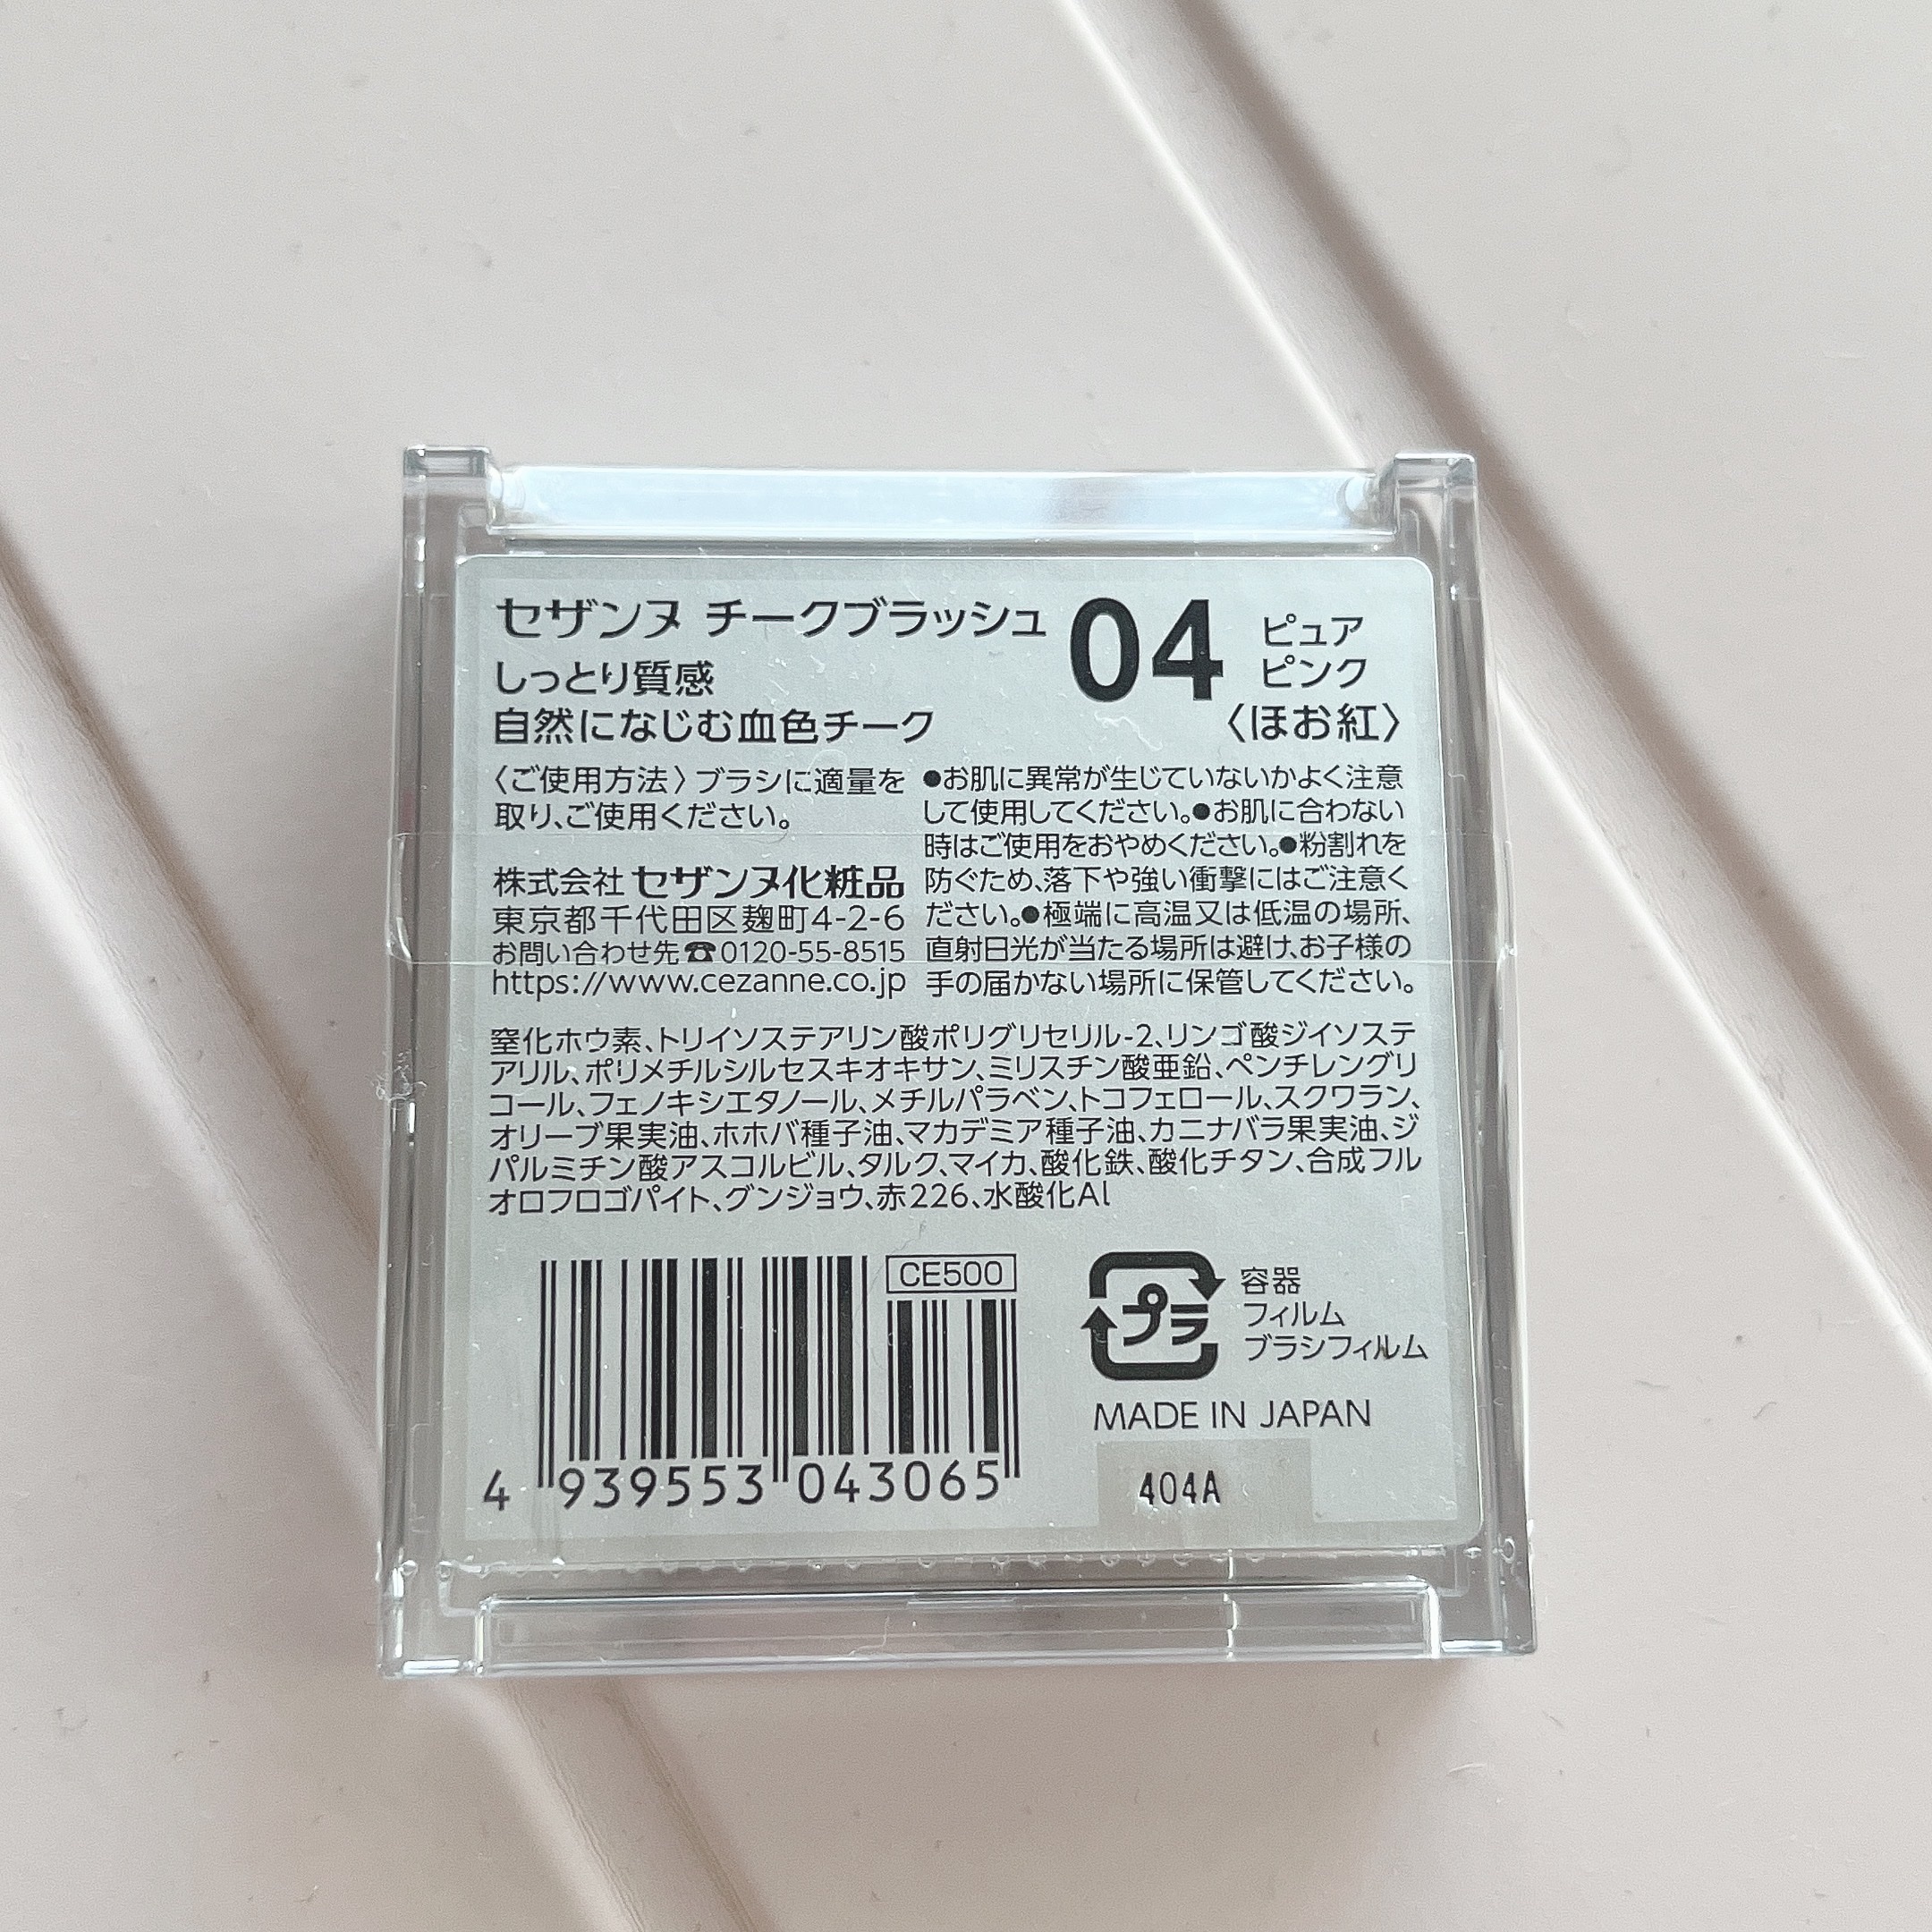 セザンヌ チークブラッシュ 04 ピュア
ピンク
しっとり質感
自然になじむ血色チーク 〈ほお紅〉
〈ご使用方法〉ブラシに適量を
取り、ご使用ください。
株式会社 セザンヌ化粧品
東京都千代田区麹町4-2-6
お問い合わせ先☎0120-55-8515
https://www.cezanne.co.jp
●お肌に異常が生じていないかよく注意
して使用してください。●お肌に合わない
時はご使用をおやめください。●粉割れを
防ぐため、落下や強い衝撃にはご注意く
ださい。●極端に高温又は低温の場所、
直射日光が当たる場所は避け、お子様の
手の届かない場所に保管してください。
窒化ホウ素、トリイソステアリン酸ポリグリセリル-2、リンゴ酸ジイソステ
アリル、ポリメチルシルセスキオキサン、ミリスチン酸亜鉛、ペンチレングリ
コール、フェノキシエタノール、メチルパラベン、トコフェロール、スクワラン、
オリーブ果実油、ホホバ種子油、マカデミア種子油、カニナバラ果実油、ジ
パルミチン酸アスコルビル、タルク、マイカ、酸化鉄、酸化チタン、合成フル
オロフロゴパイト、グンジョウ、赤226、水酸化Al
CE500
4 939553 043065
プラ
容器
フィルム
ブラシフィルム
MADE IN JAPAN
404A